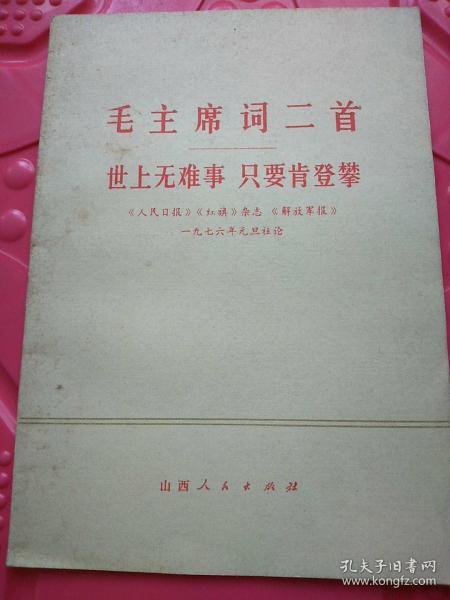 毛主席词二首
世上无难事 只要肯登攀
《人民日报》《红旗》杂志 《解放军报》
一九七六年元旦社论
山西人民出版社
孔夫子旧书网
www.kongfz.com